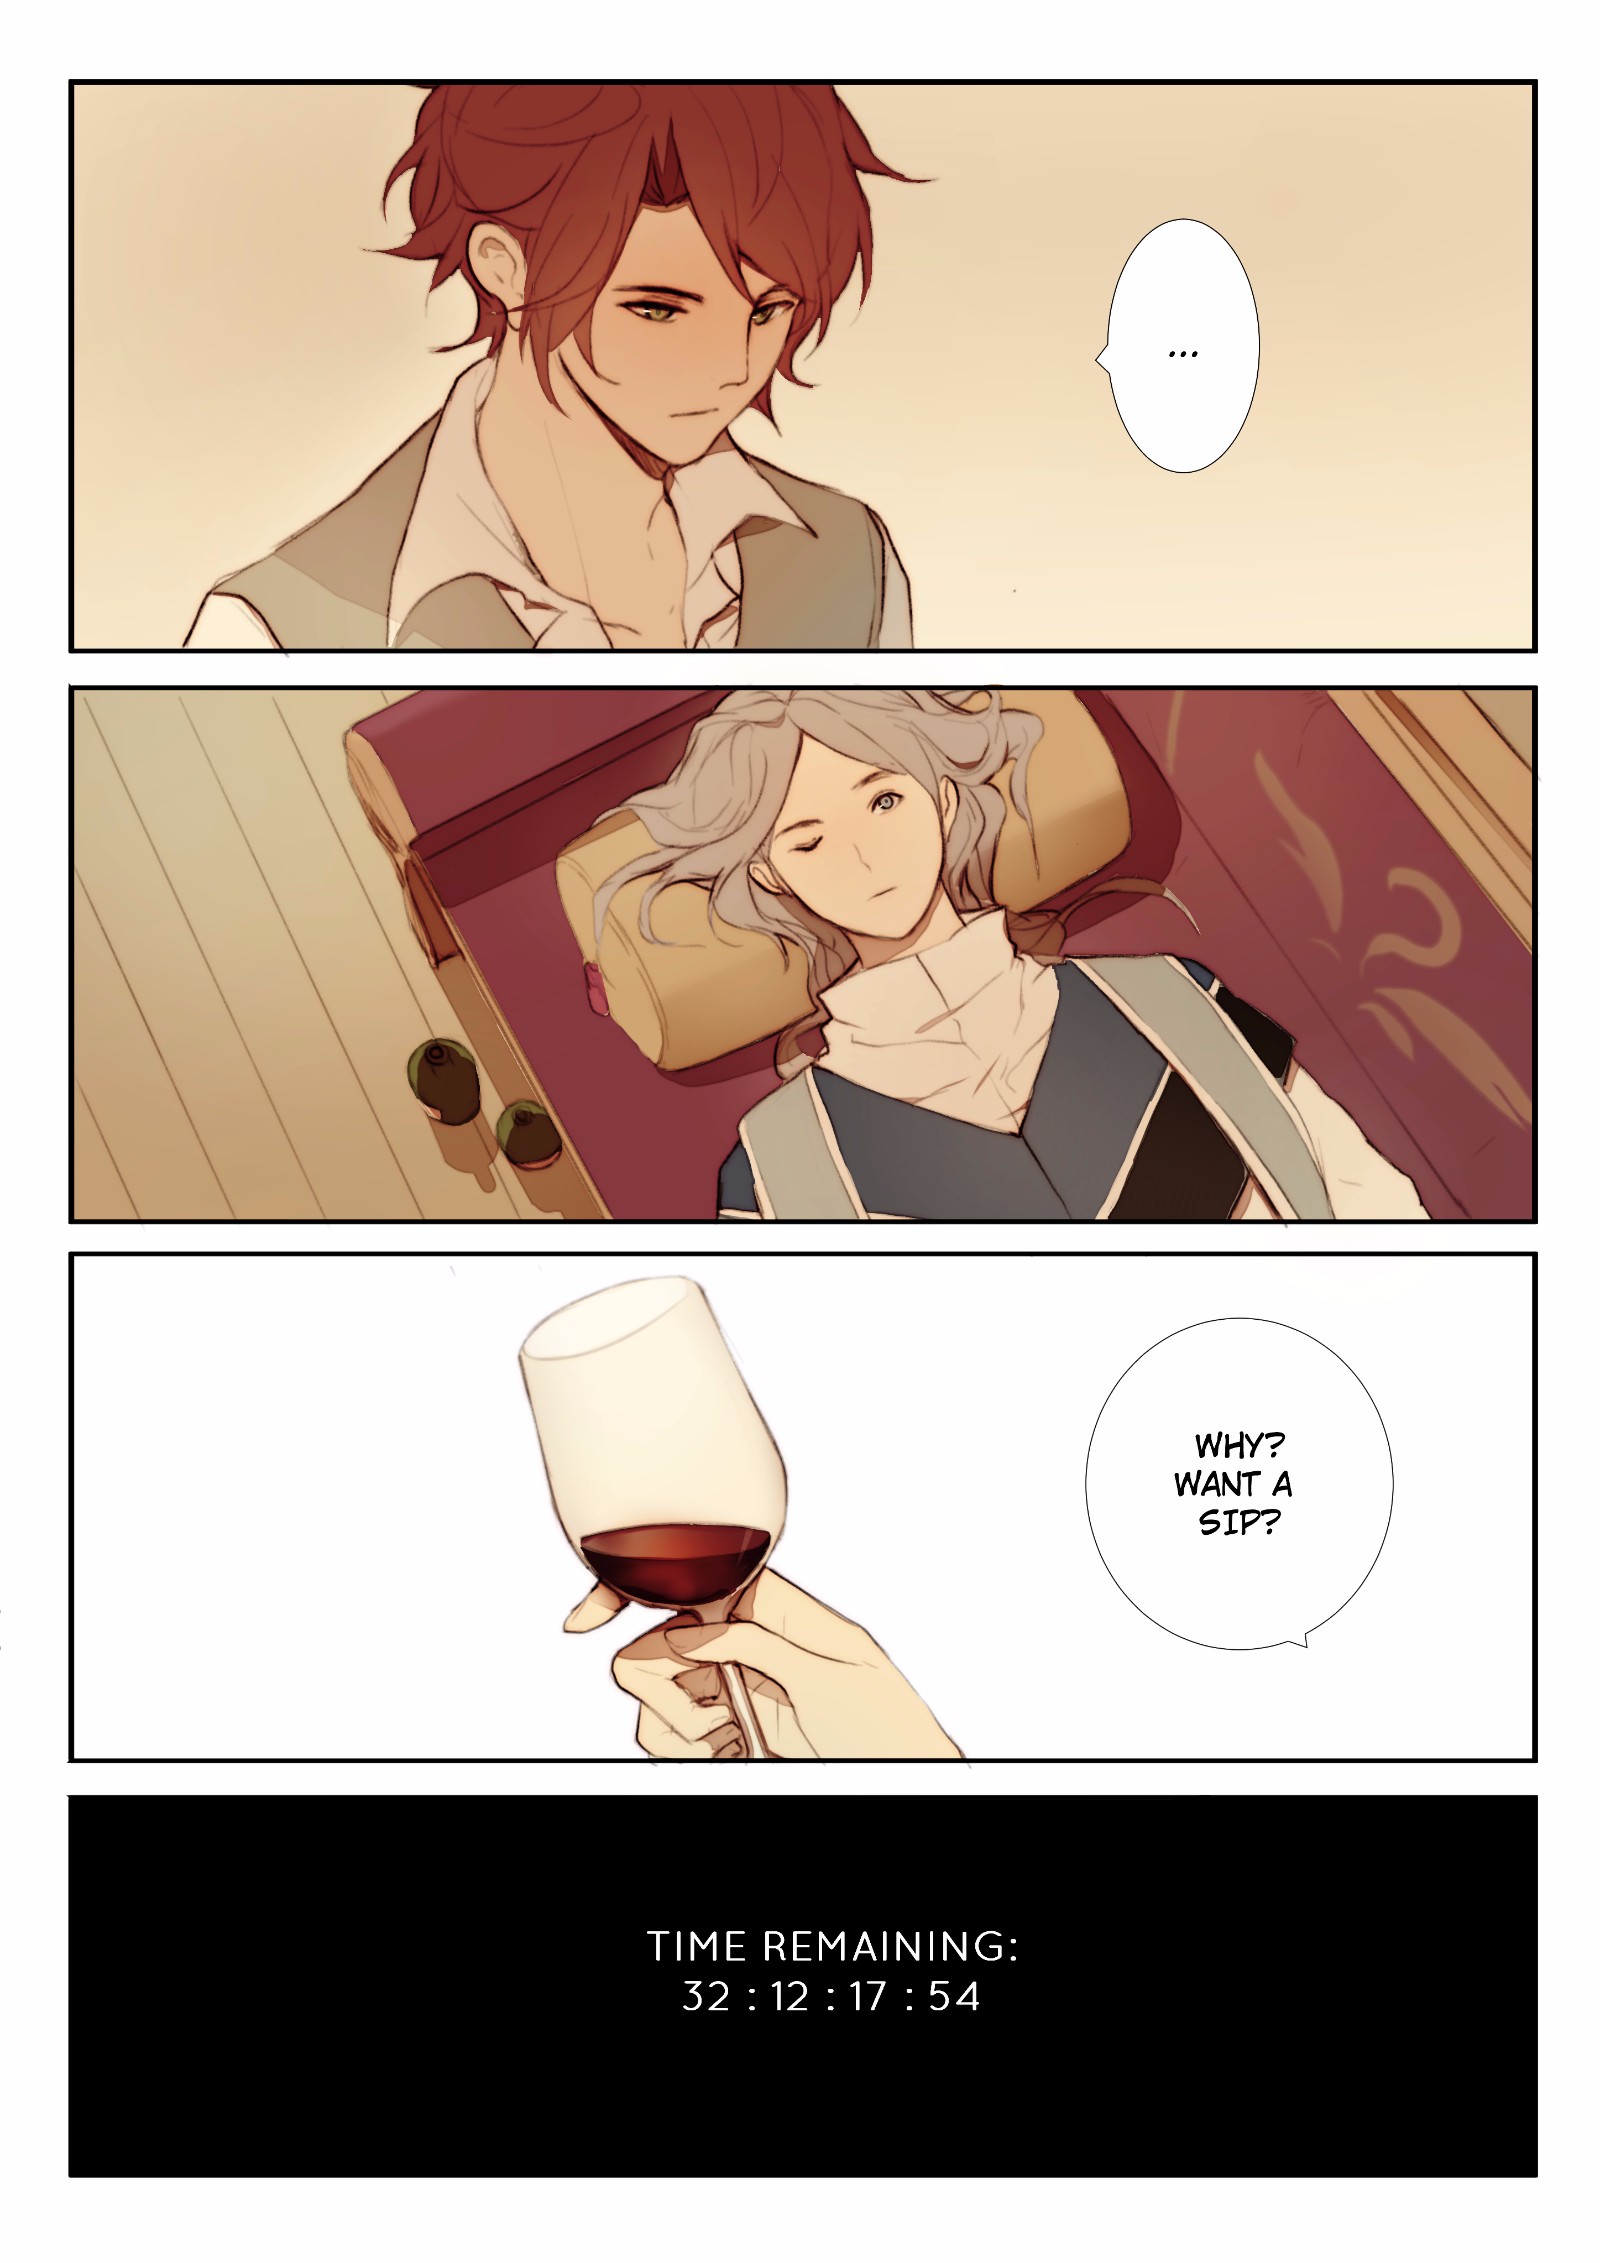 ...
WHY?
WANT A
SIP?
TIME REMAINING:
32 : 12 : 17 : 54